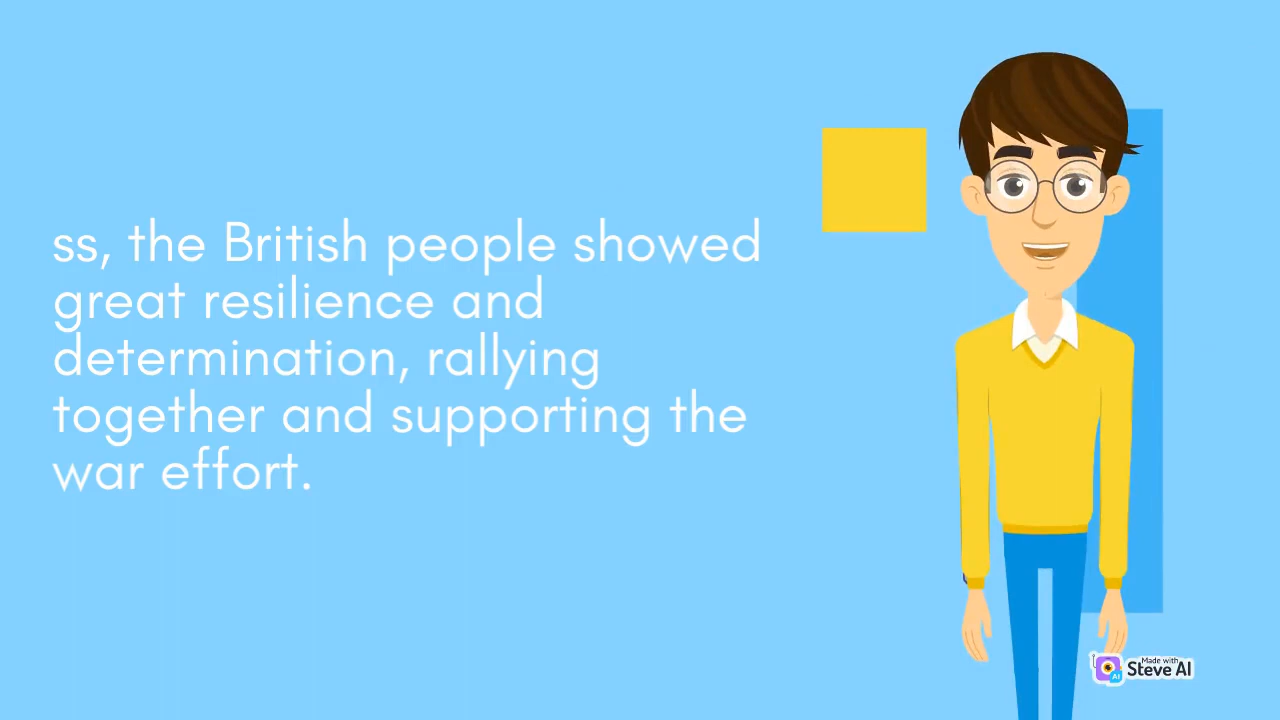 ss, the British people showed
great resilience and
determination, rallying
together and supporting the
war effort.
Made with
Steve AI
AI